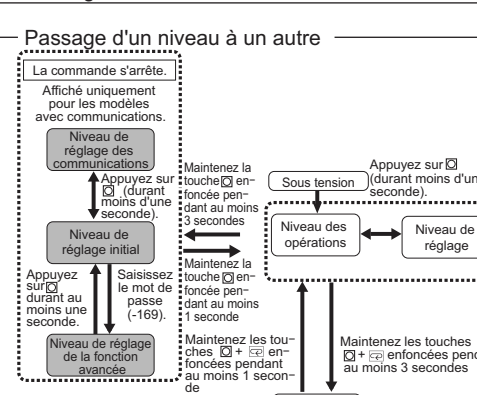 Passage d'un niveau à un autre
La commande s'arrête.
Affiché uniquement
pour les modèles
avec communications.
Niveau de
réglage des
communications
Appuyez sur
(durant
moins d'une
seconde).
Niveau de
réglage initial
Appuyez
sur
durant au
moins une
seconde.
Saisissez
le mot de
passe
(-169).
Niveau de réglage
de la fonction
avancée
Maintenez la
touche en-
foncée pen-
dant au moins
3 secondes
Maintenez la
touche en-
foncée pen-
dant au moins
1 seconde
Maintenez les tou-
ches + en-
foncées pendant
au moins 1 secon-
de
Sous tension
Appuyez sur
(durant moins d'un
seconde).
Niveau des
opérations
Niveau de
réglage
Maintenez les touches
+ enfoncées pend
au moins 3 secondes